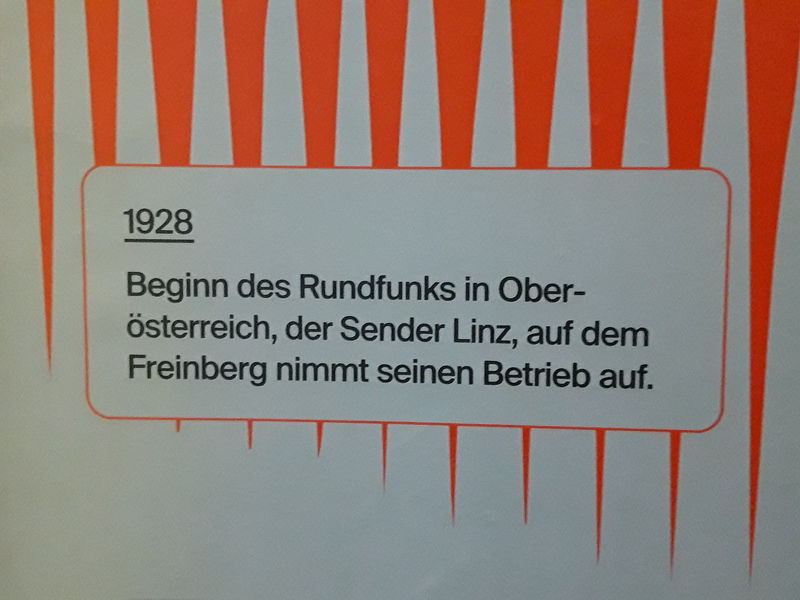 1928
Beginn des Rundfunks in Ober-
österreich, der Sender Linz, auf dem
Freinberg nimmt seinen Betrieb auf.